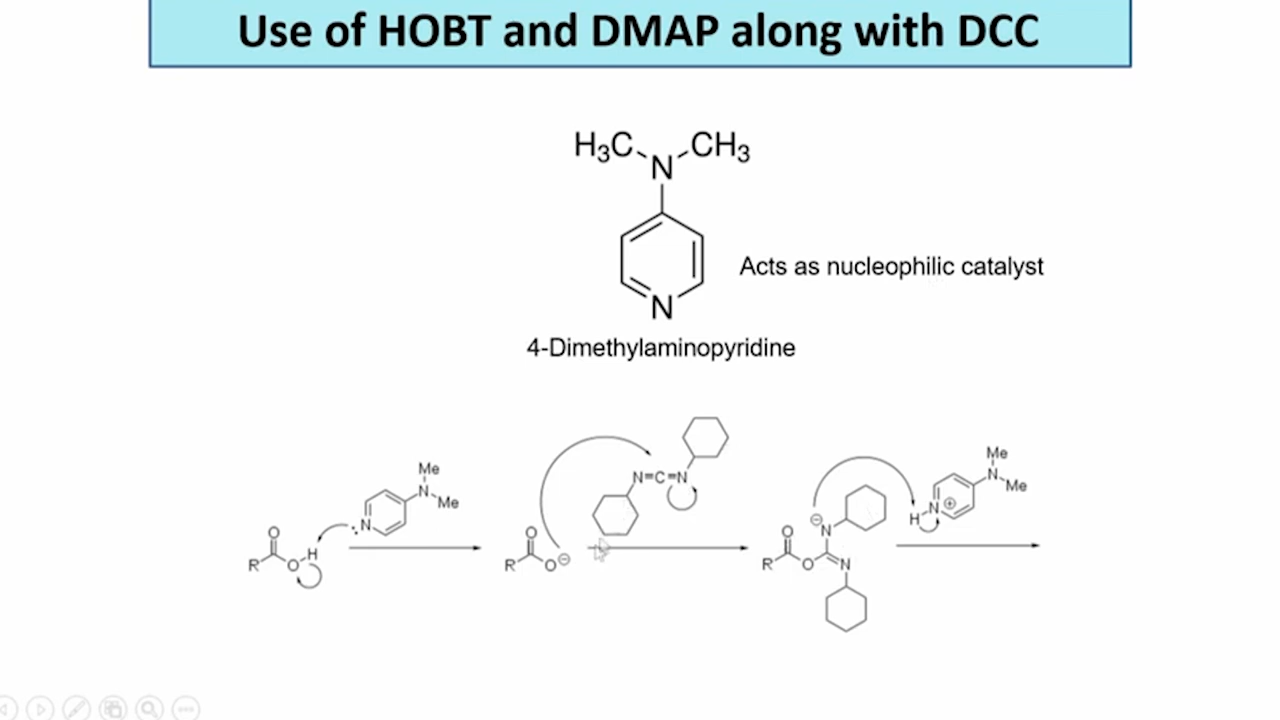 Use of HOBT and DMAP along with DCC
H₃C CH₃
N
N
Acts as nucleophilic catalyst
4-Dimethylaminopyridine
Me
N
Me
N
O
R O H
N=C=N
O
R O⊖
⊖
N
O
R O N
Me
N
Me
H N ⊕